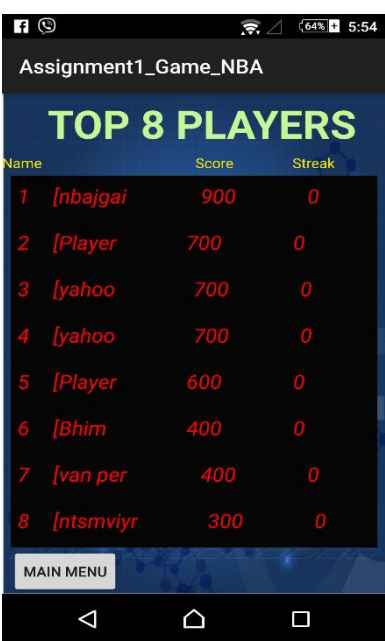 64% 5:54
Assignment1_Game_NBA
TOP 8 PLAYERS
Name Score Streak
1 [nbajgai 900 0
2 [Player 700 0
3 [yahoo 700 0
4 [yahoo 700 0
5 [Player 600 0
6 [Bhim 400 0
7 [van per 400 0
8 [ntsmviyr 300 0
MAIN MENU